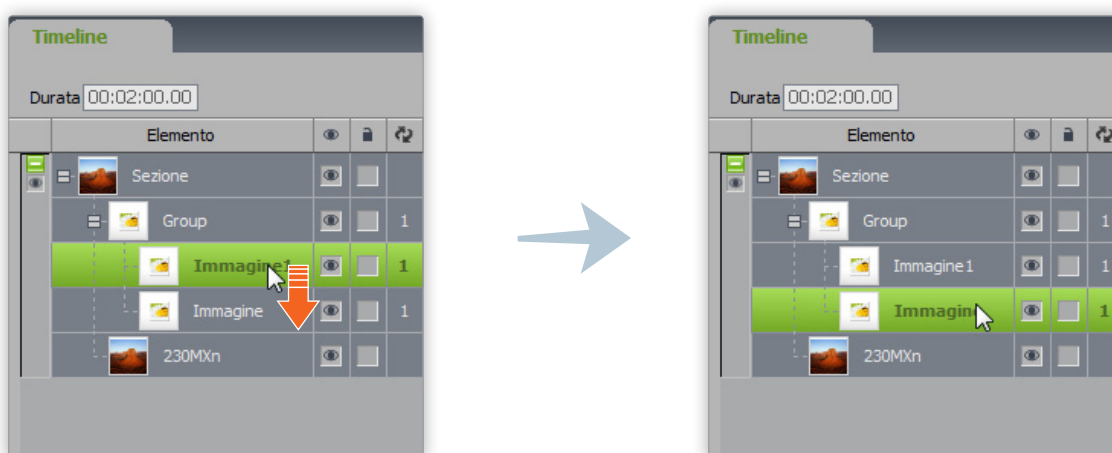 Timeline
Durata 00:02:00.00
Elemento
Sezione
Group 1
Immagine1 1
Immagine 1
230MXn
Timeline
Durata 00:02:00.00
Elemento
Sezione
Group 1
Immagine1 1
Immagine 1
230MXn